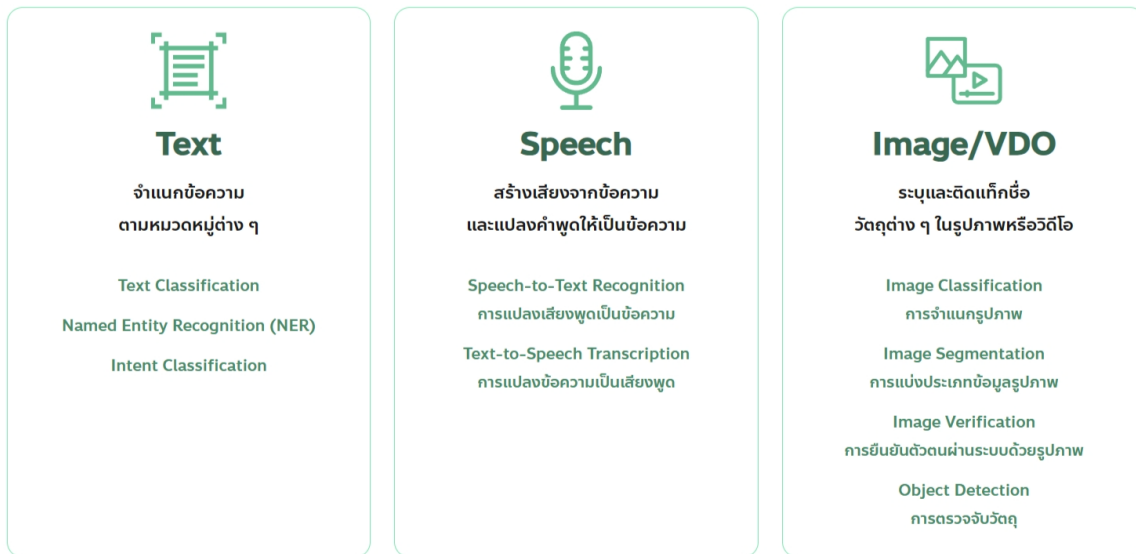 Text
จำแนกข้อความ
ตามหมวดหมู่ต่าง ๆ
Text Classification
Named Entity Recognition (NER)
Intent Classification
Speech
สร้างเสียงจากข้อความ
และแปลงคำพูดให้เป็นข้อความ
Speech-to-Text Recognition
การแปลงเสียงพูดเป็นข้อความ
Text-to-Speech Transcription
การแปลงข้อความเป็นเสียงพูด
Image/VDO
ระบุและติดแท็กชื่อ
วัตถุต่าง ๆ ในรูปภาพหรือวิดีโอ
Image Classification
การจำแนกรูปภาพ
Image Segmentation
การแบ่งประเภทข้อมูลรูปภาพ
Image Verification
การยืนยันตัวตนผ่านระบบด้วยรูปภาพ
Object Detection
การตรวจจับวัตถุ